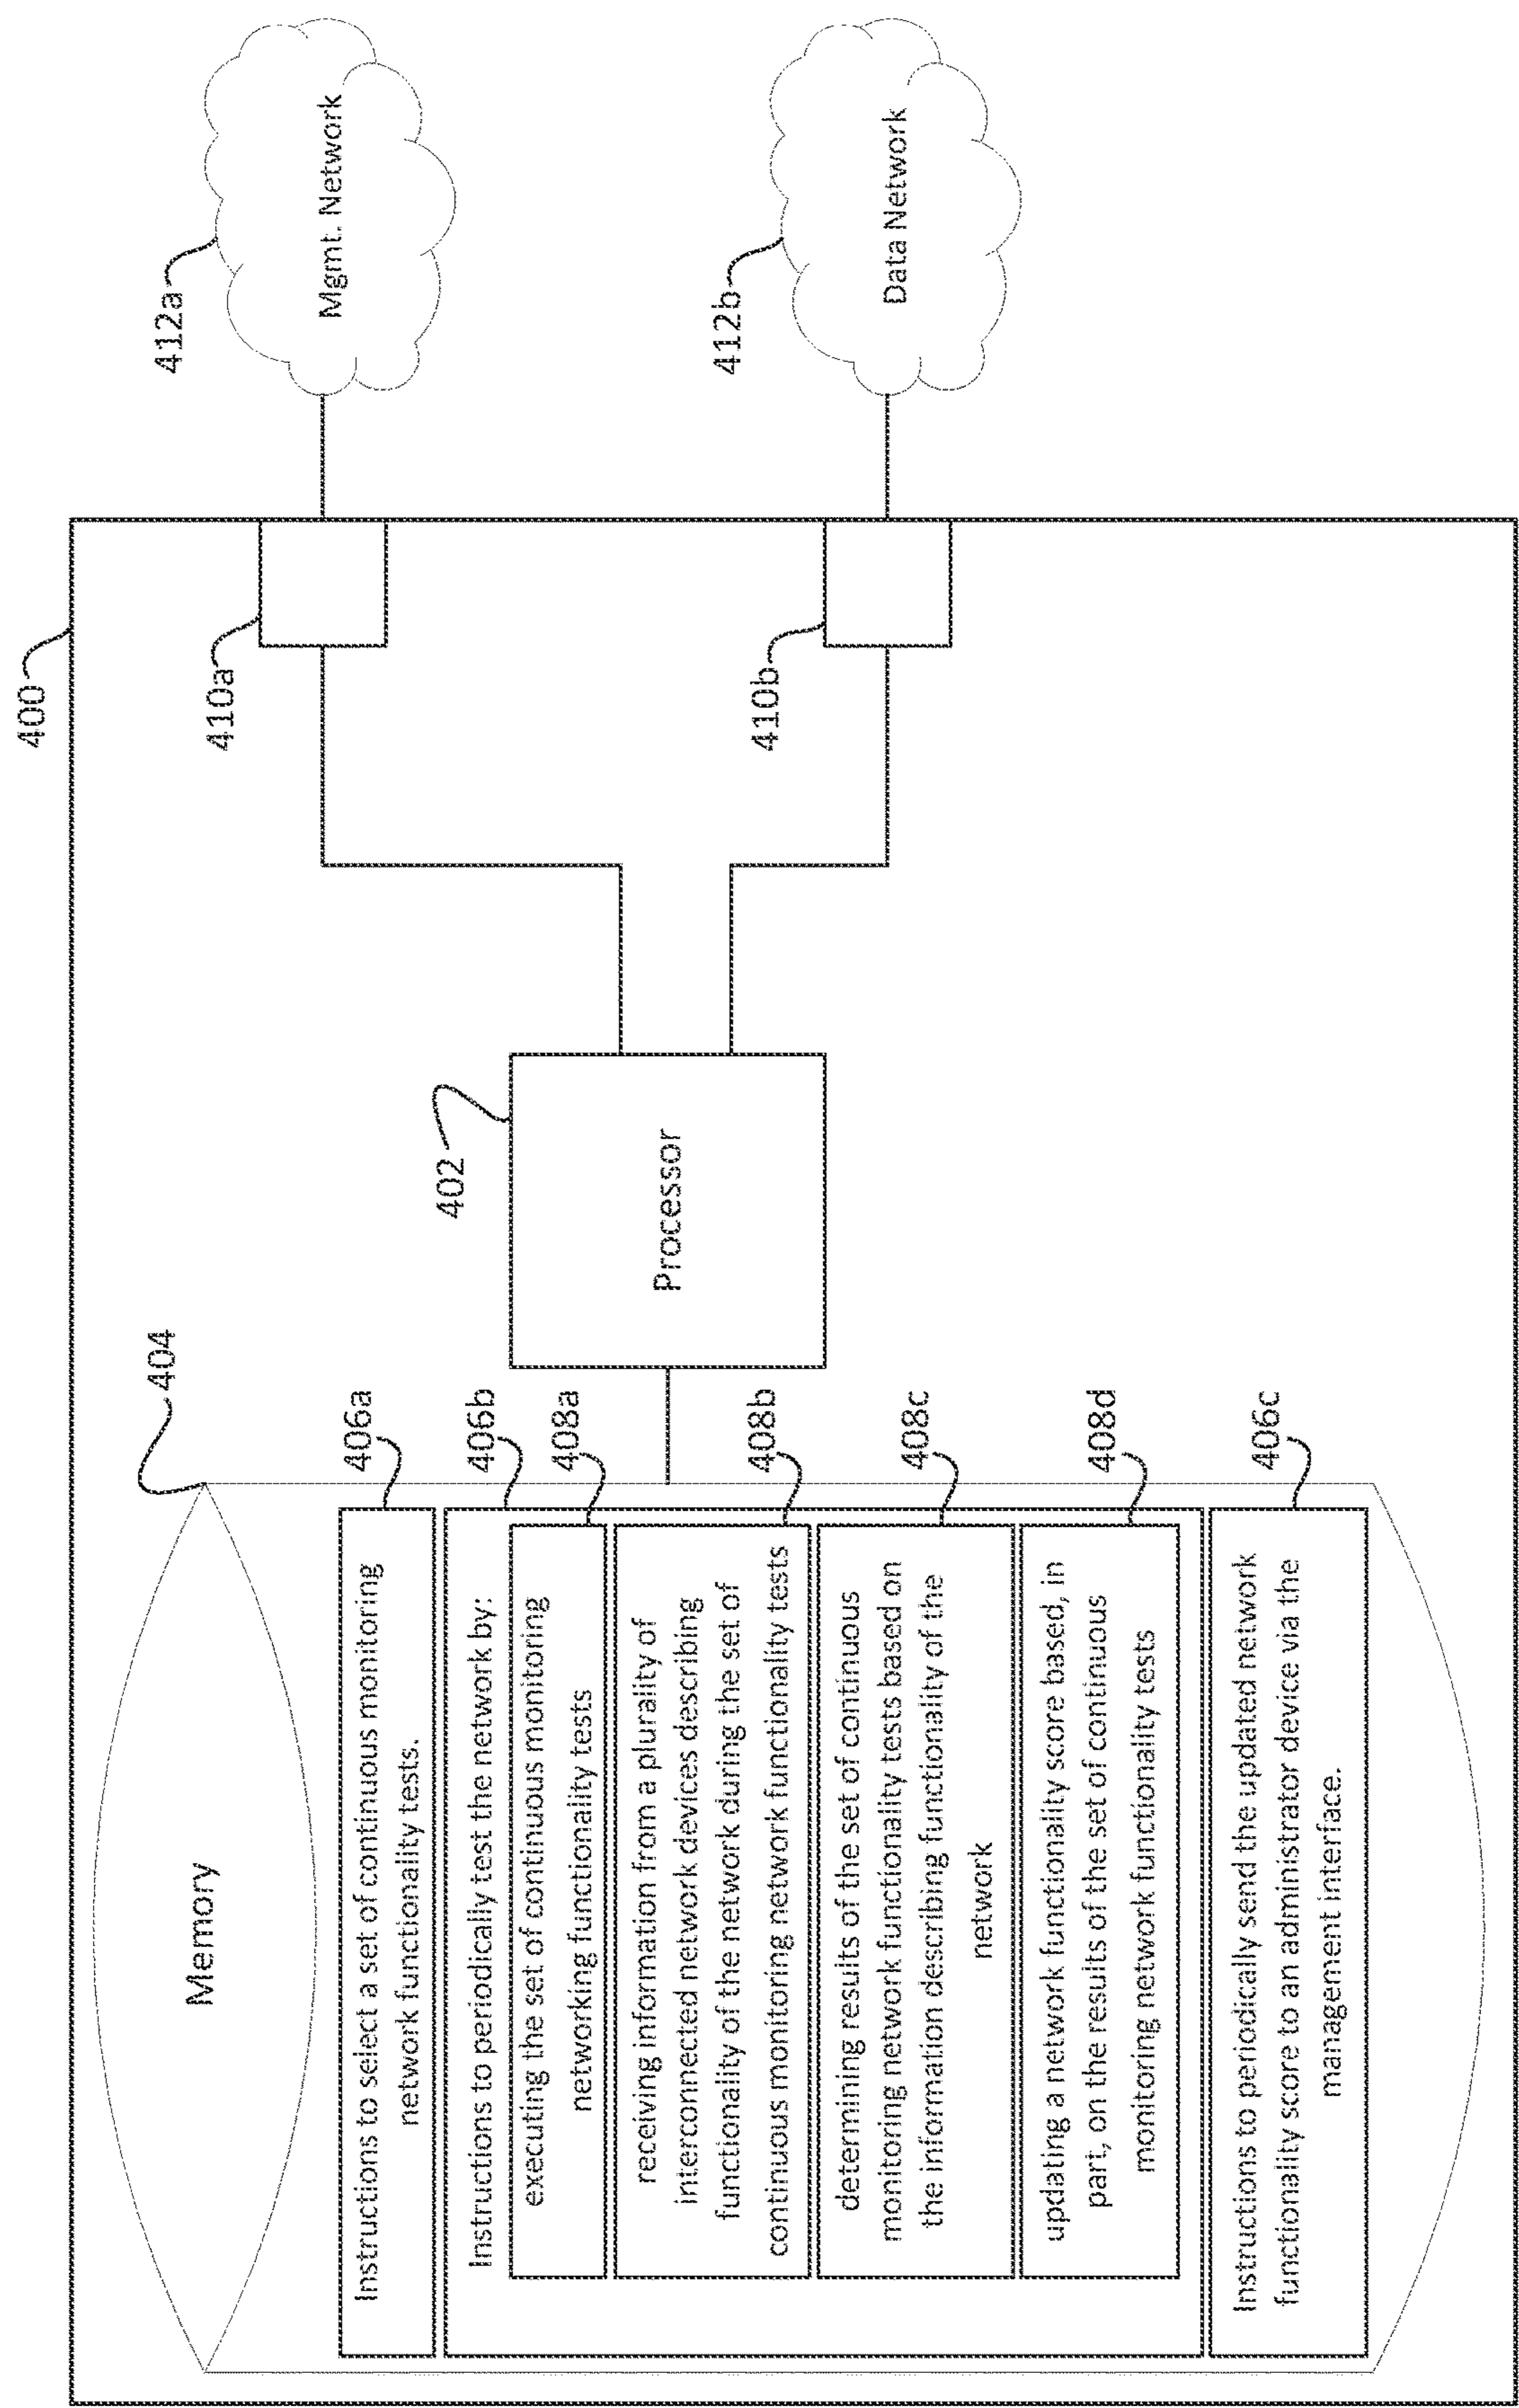 400
404
Memory
406a
Instructions to select a set of continuous monitoring
network functionality tests.
406b
Instructions to periodically test the network by:
408a
executing the set of continuous monitoring
networking functionality tests
408b
receiving information from a plurality of
interconnected network devices describing
functionality of the network during the set of
continuous monitoring network functionality tests
408c
determining results of the set of continuous
monitoring network functionality tests based on
the information describing functionality of the
network
408d
updating a network functionality score based, in
part, on the results of the set of continuous
monitoring network functionality tests
406c
Instructions to periodically send the updated network
functionality score to an administrator device via the
management interface.
402
Processor
410a
410b
412a
Mgmt. Network
412b
Data Network